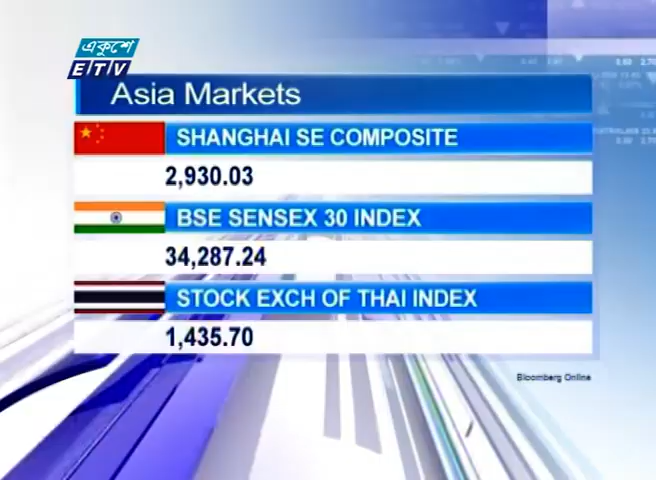 একুশে
ETV
Asia Markets
SHANGHAI SE COMPOSITE
2,930.03
BSE SENSEX 30 INDEX
34,287.24
STOCK EXCH OF THAI INDEX
1,435.70
Bloomberg Online